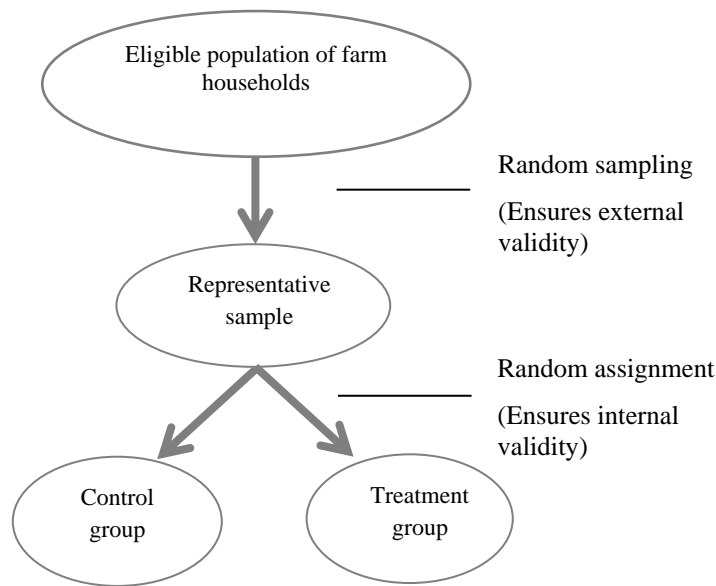 Eligible population of farm
households
Random sampling
(Ensures external
validity)
Representative
sample
Random assignment
(Ensures internal
validity)
Control
group
Treatment
group